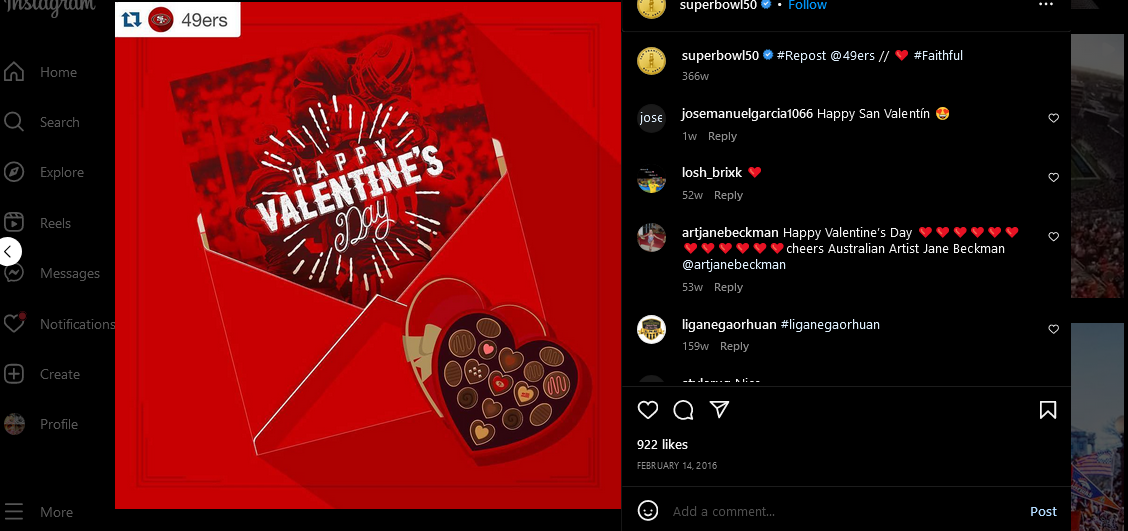 Instagram
Home
Search
Explore
Reels
Messages
Notifications
Create
Profile
More
49ers
HAPPY
VALENTINE'S
Day
superbowl50 • Follow
superbowl50 #Repost @49ers // ❤️ #Faithful
366w
jose
josemanuelgarcia1066 Happy San Valentín 🤩
1w Reply
losh_brixk ❤️
52w Reply
artjanebeckman Happy Valentine's Day ❤️❤️❤️❤️❤️❤️
❤️❤️❤️❤️❤️❤️cheers Australian Artist Jane Beckman
@artjanebeckman
53w Reply
liganegaorhuan #liganegaorhuan
159w Reply
922 likes
FEBRUARY 14, 2016
Add a comment...
Post